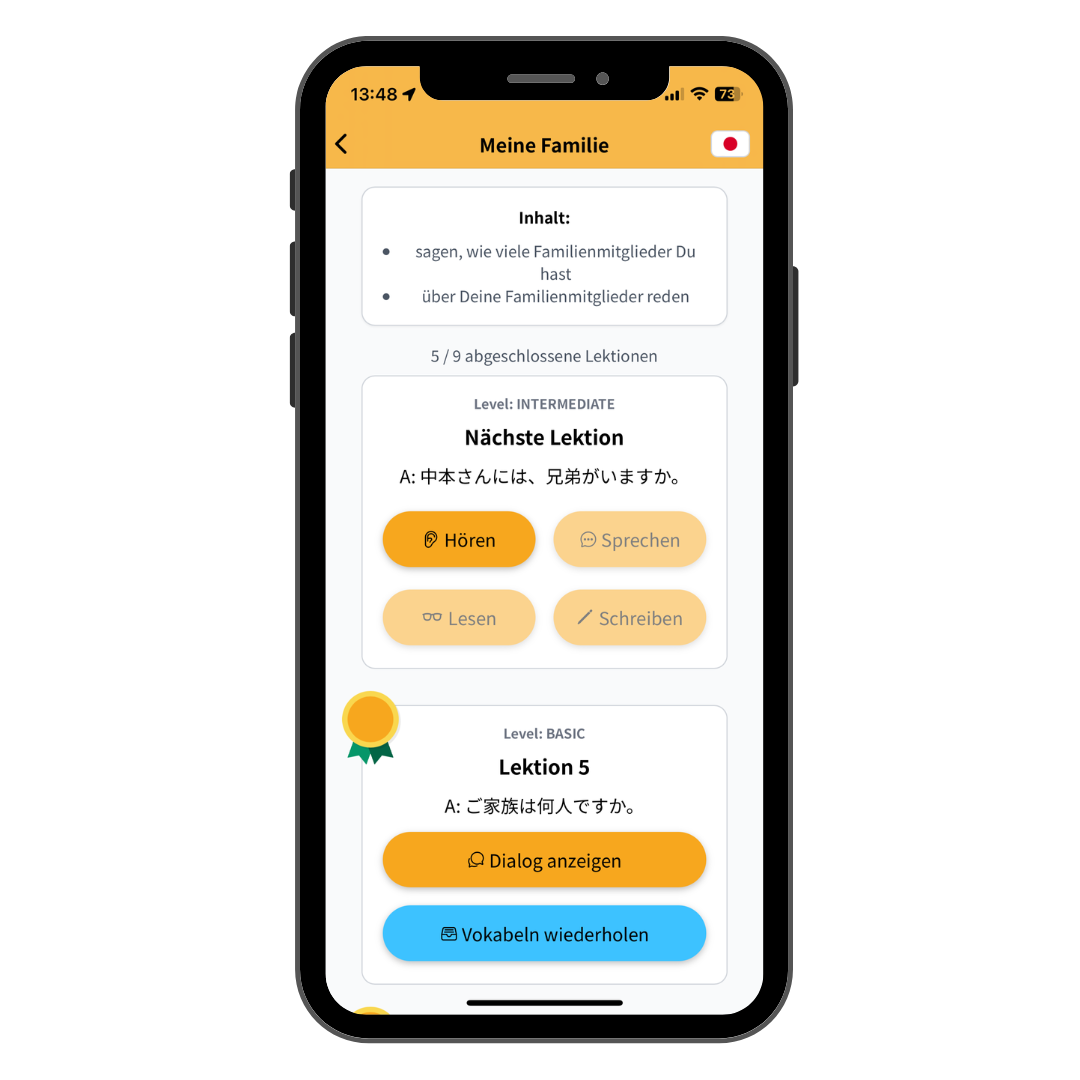 13:48
73
Meine Familie
Inhalt:
sagen, wie viele Familienmitglieder Du
hast
über Deine Familienmitglieder reden
5 / 9 abgeschlossene Lektionen
Level: INTERMEDIATE
Nächste Lektion
A: 中本さんには、兄弟がいますか。
Hören
Sprechen
Lesen
Schreiben
Level: BASIC
Lektion 5
A: ご家族は何人ですか。
Dialog anzeigen
Vokabeln wiederholen